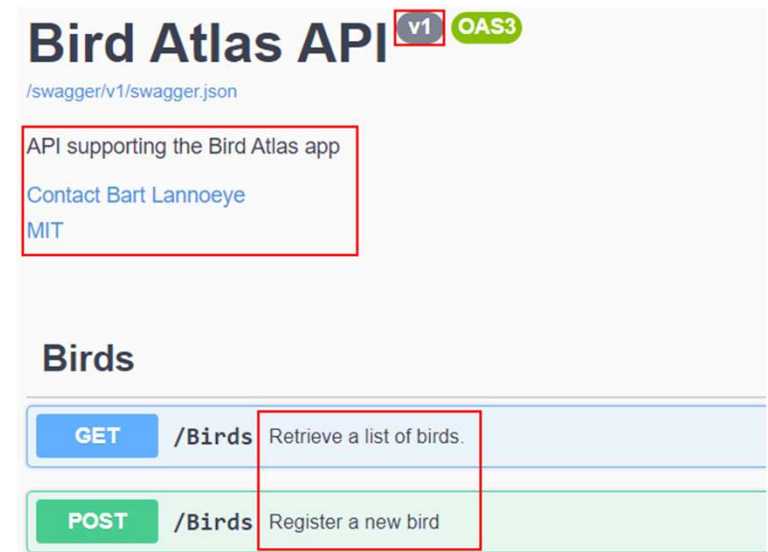 Bird Atlas API v1 OAS3
/swagger/v1/swagger.json
API supporting the Bird Atlas app
Contact Bart Lannoeye
MIT
Birds
GET /Birds Retrieve a list of birds.
POST /Birds Register a new bird